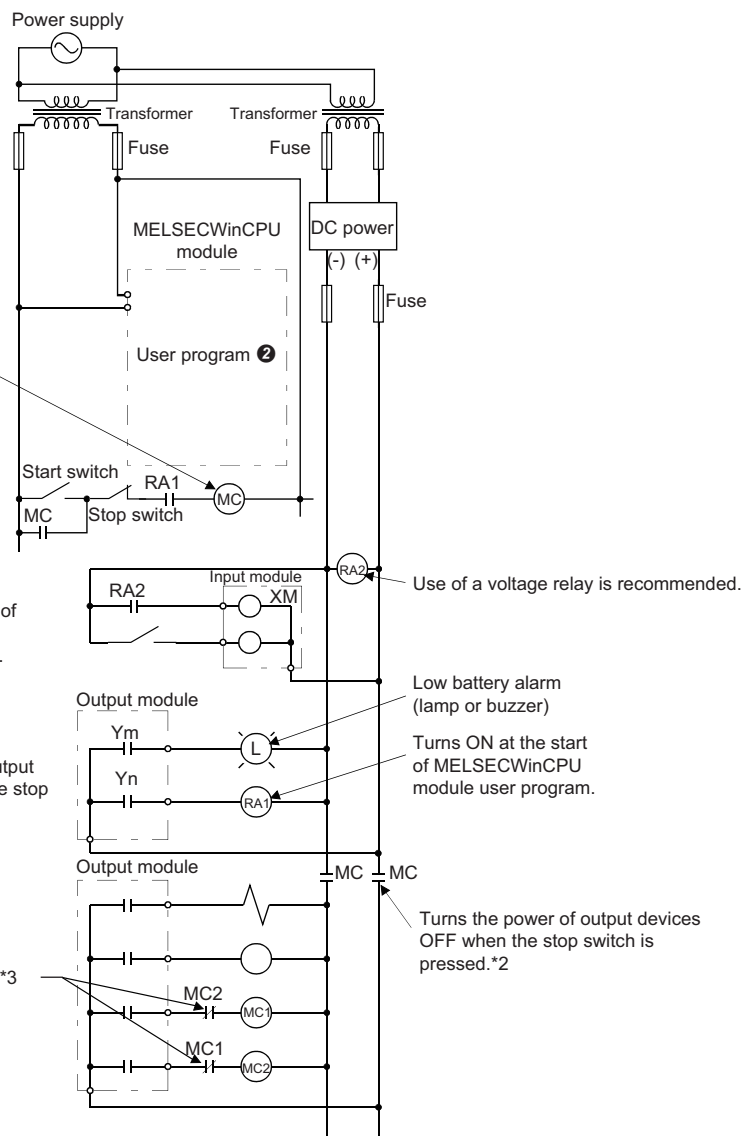 Power supply
Transformer
Transformer
Fuse
Fuse
MELSECWinCPU
module
DC power
(-) (+)
Fuse
User program ❷
Start switch
RA1
MC
MC
Stop switch
RA2
Use of a voltage relay is recommended.
Input module
RA2
XM
of
Output module
Low battery alarm
(lamp or buzzer)
Ym
L
Turns ON at the start
of MELSECWinCPU
module user program.
utput
e stop
Yn
RA1
Output module
MC
MC
Turns the power of output devices
OFF when the stop switch is
pressed.*2
*3
MC2
MC1
MC1
MC2